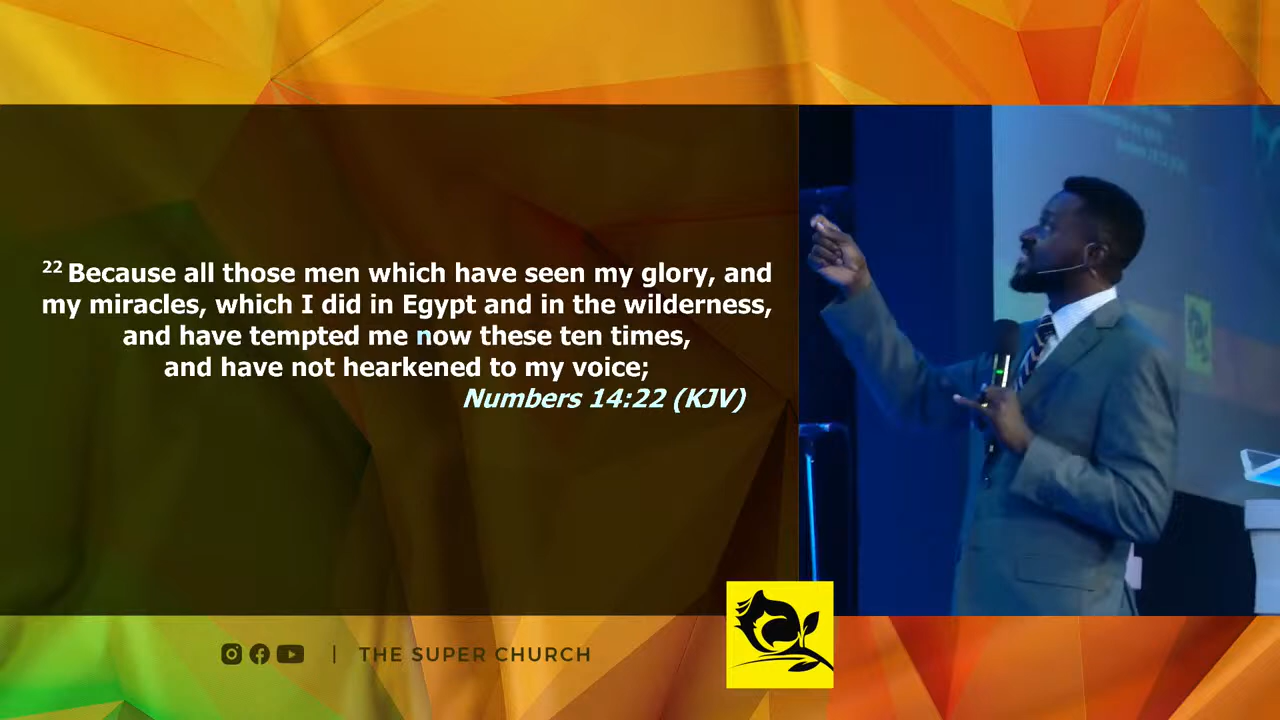 22 Because all those men which have seen my glory, and
my miracles, which I did in Egypt and in the wilderness,
and have tempted me now these ten times,
and have not hearkened to my voice;
Numbers 14:22 (KJV)
| THE SUPER CHURCH